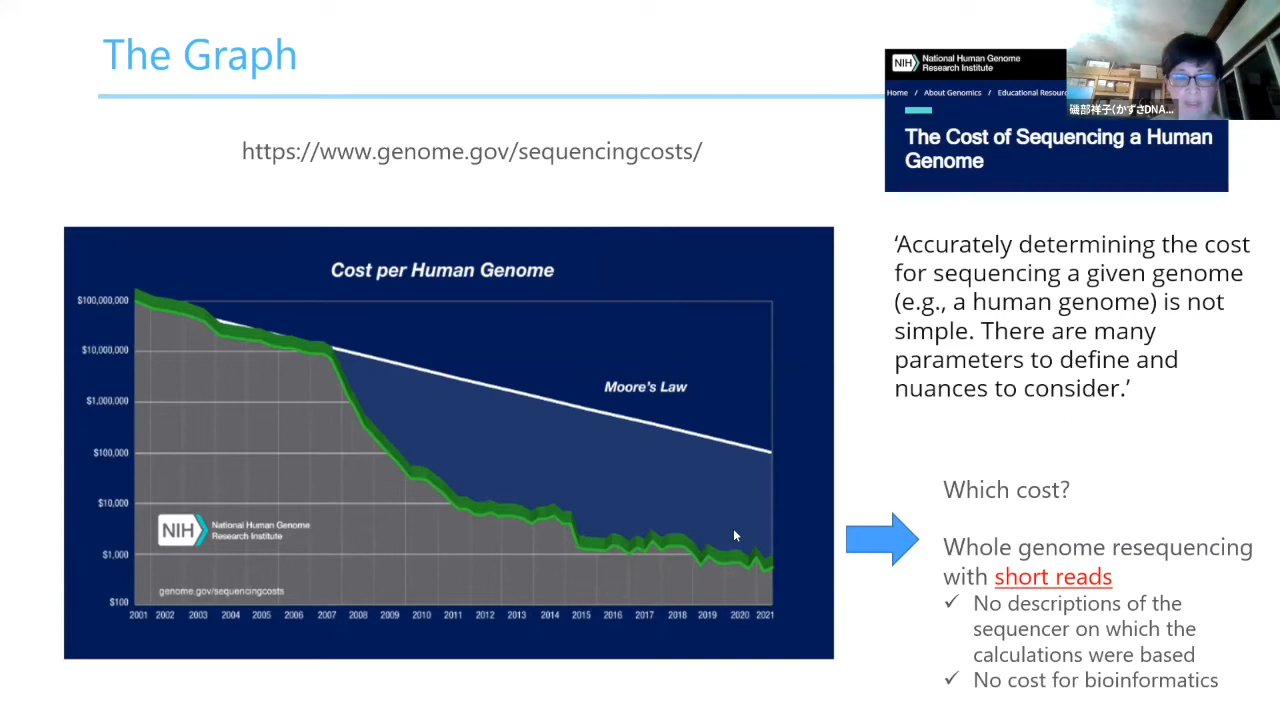 The Graph
https://www.genome.gov/sequencingcosts/
NIH
National Human Genome
Research Institute
Home / About Genomics / Educational Resour
磯部祥子(かずさDNA...
The Cost of Sequencing a Human
Genome
Cost per Human Genome
$100,000,000
$10,000,000
$1,000,000
$100,000
$10,000
$1,000
$100
Moore's Law
NIH
National Human Genome
Research Institute
genome.gov/sequencingcosts
2001 2002 2003 2004 2005 2006 2007 2008 2009 2010 2011 2012 2013 2014 2015 2016 2017 2018 2019 2020 2021
‘Accurately determining the cost
for sequencing a given genome
(e.g., a human genome) is not
simple. There are many
parameters to define and
nuances to consider.’
Which cost?
Whole genome resequencing
with short reads
✓ No descriptions of the
sequencer on which the
calculations were based
✓ No cost for bioinformatics